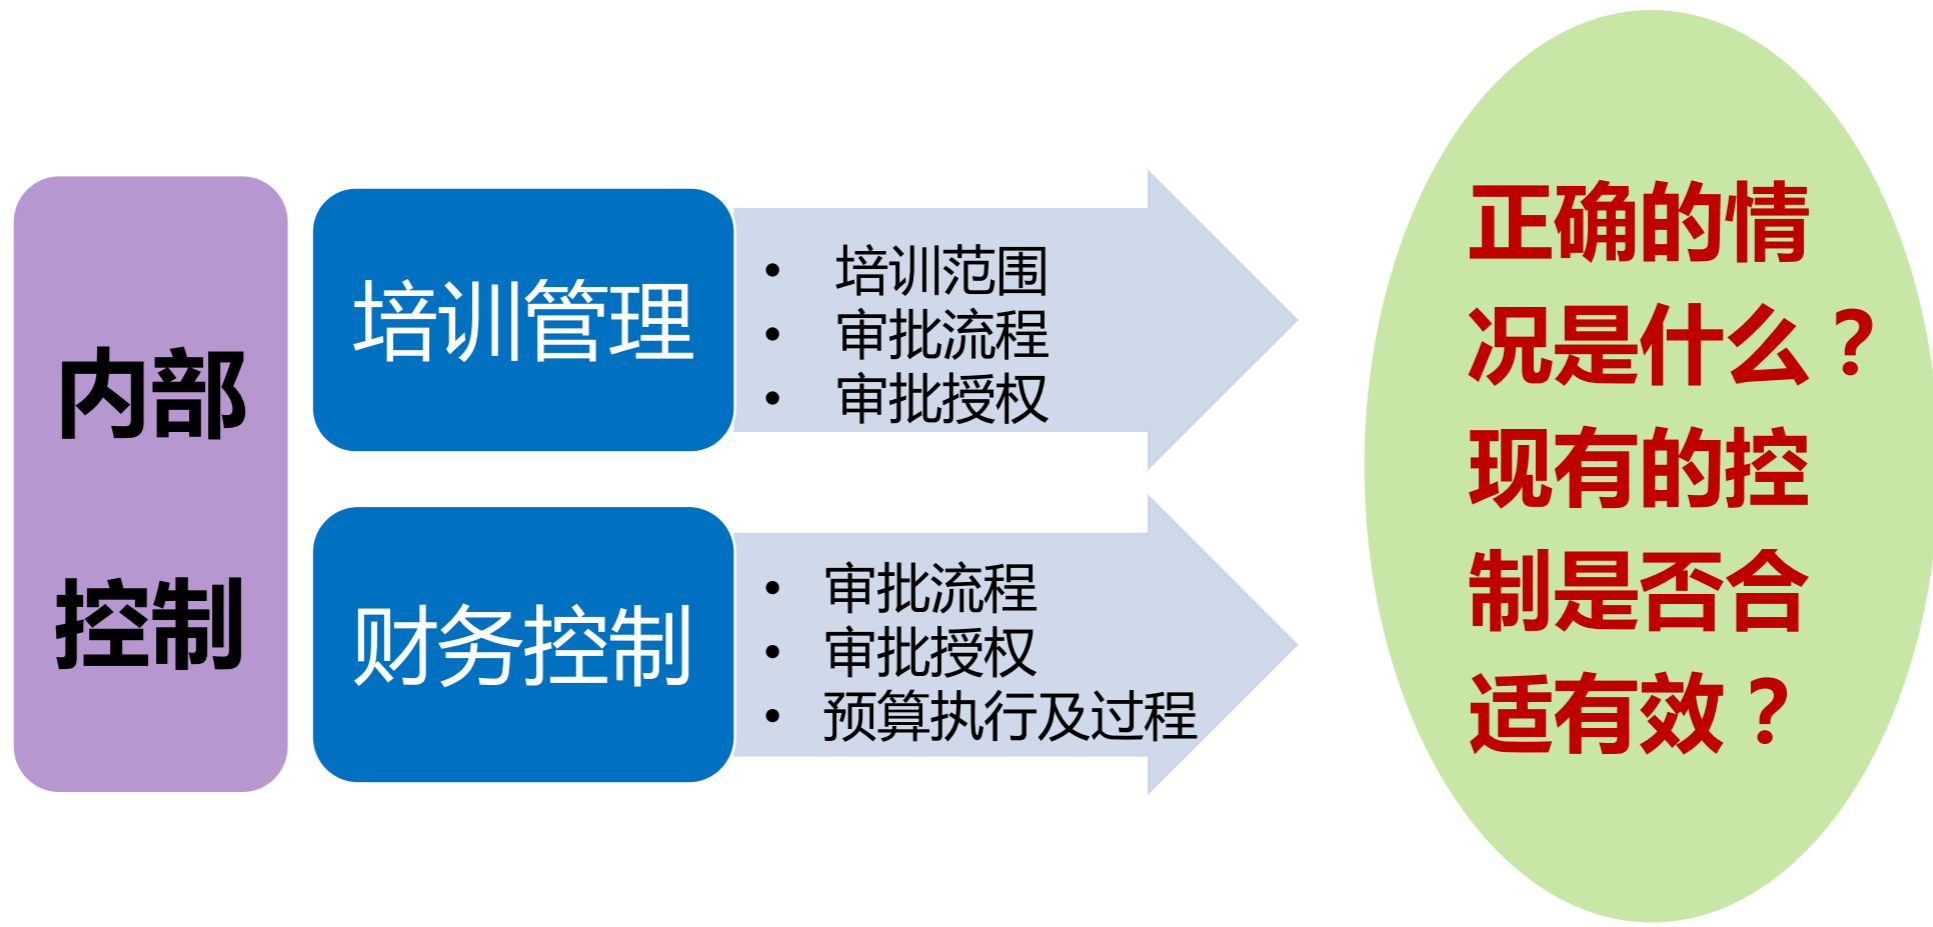 内部
控制
培训管理
• 培训范围
• 审批流程
• 审批授权
财务控制
• 审批流程
• 审批授权
• 预算执行及过程
正确的情
况是什么？
现有的控
制是否合
适有效？